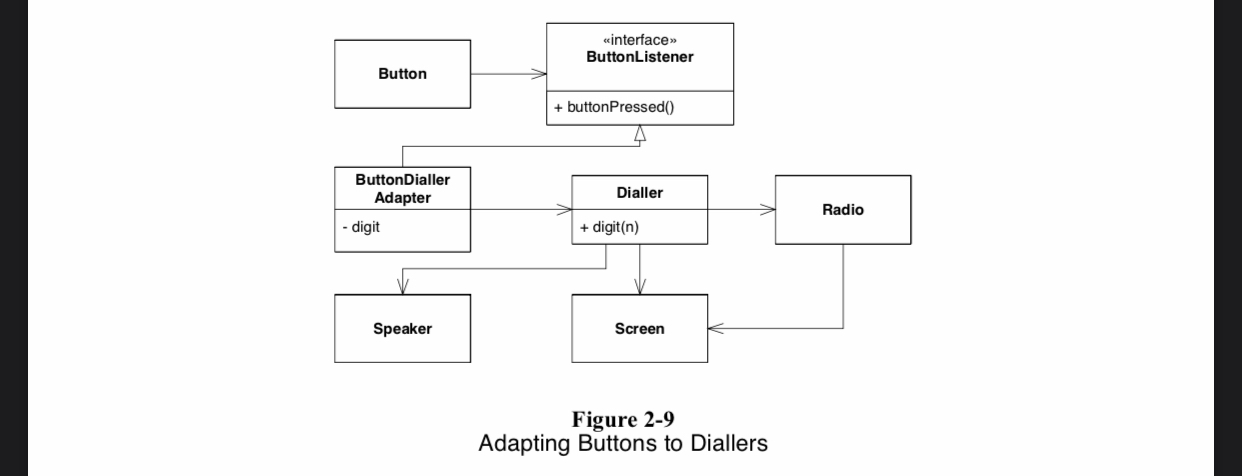 Button
«interface»
ButtonListener
+ buttonPressed()
ButtonDialler
Adapter
- digit
Dialler
+ digit(n)
Radio
Speaker
Screen
Figure 2-9
Adapting Buttons to Diallers